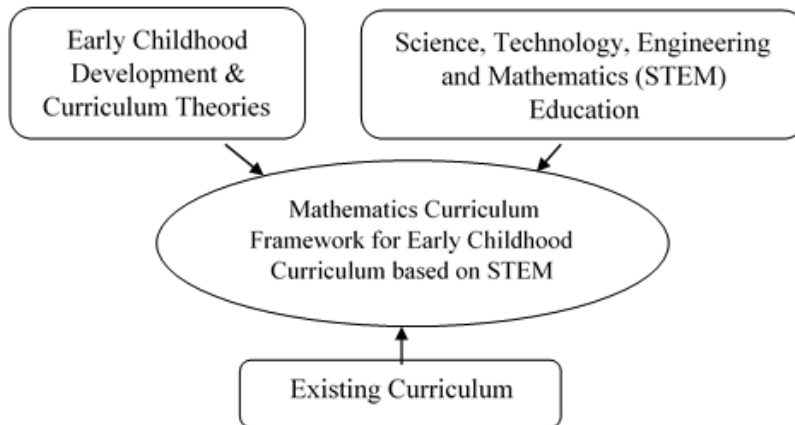 Early Childhood
Development &
Curriculum Theories
Science, Technology, Engineering
and Mathematics (STEM)
Education
Mathematics Curriculum
Framework for Early Childhood
Curriculum based on STEM
Existing Curriculum